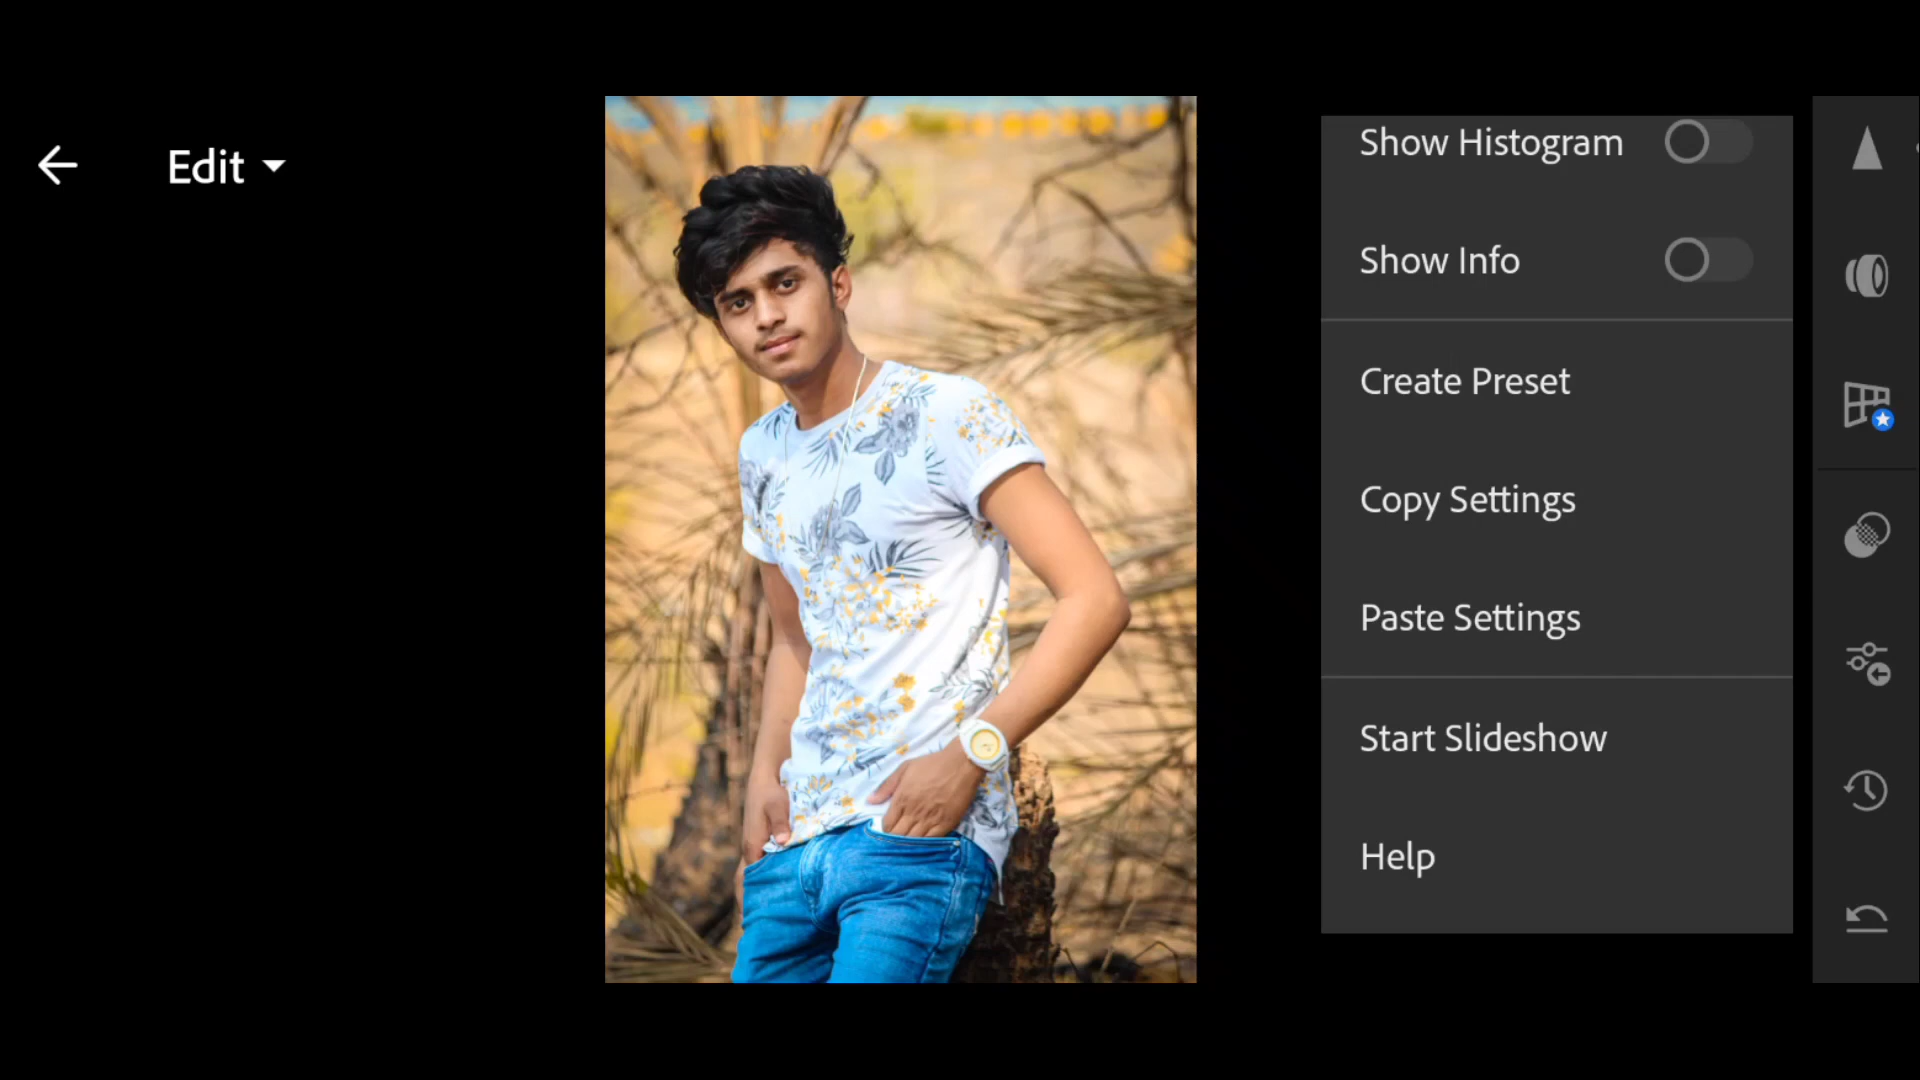 Edit
Show Histogram
Show Info
Create Preset
Copy Settings
Paste Settings
Start Slideshow
Help